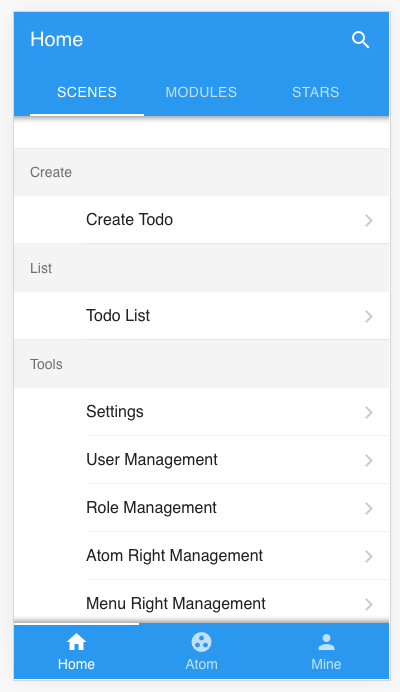 Home
SCENES MODULES STARS
Create
Create Todo
List
Todo List
Tools
Settings
User Management
Role Management
Atom Right Management
Menu Right Management
Home Atom Mine